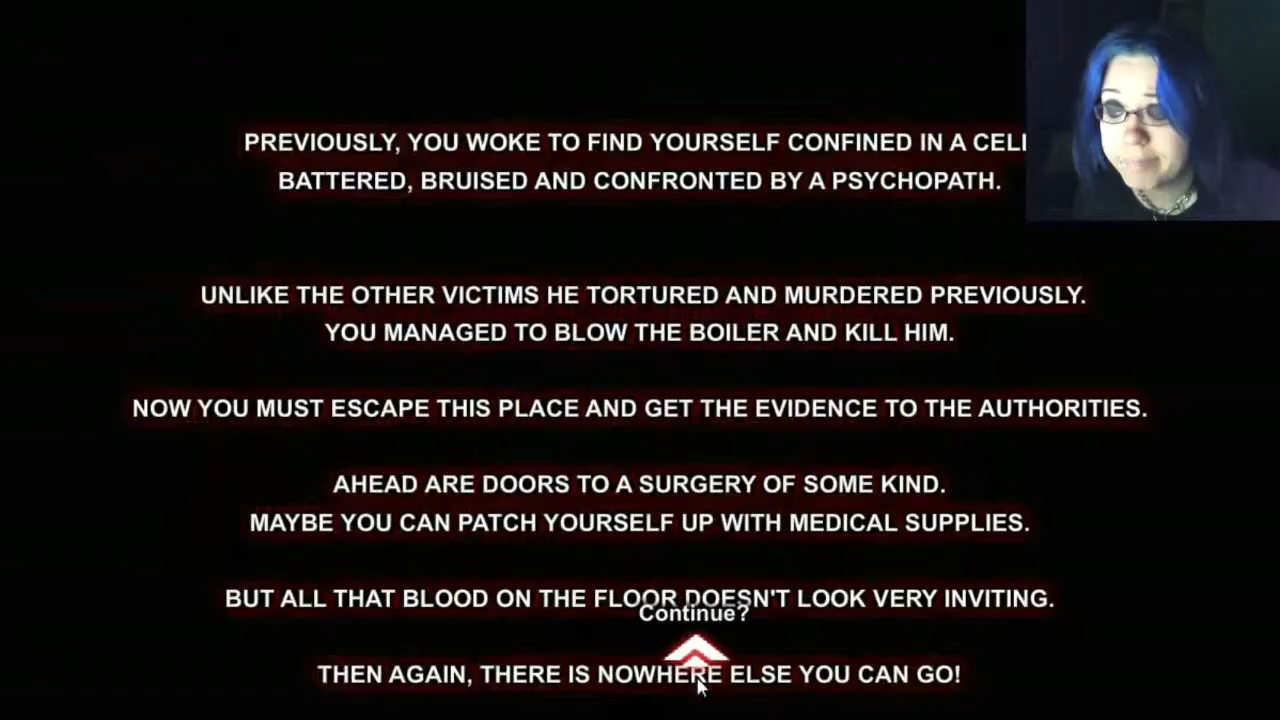 PREVIOUSLY, YOU WOKE TO FIND YOURSELF CONFINED IN A CELL
BATTERED, BRUISED AND CONFRONTED BY A PSYCHOPATH.
UNLIKE THE OTHER VICTIMS HE TORTURED AND MURDERED PREVIOUSLY.
YOU MANAGED TO BLOW THE BOILER AND KILL HIM.
NOW YOU MUST ESCAPE THIS PLACE AND GET THE EVIDENCE TO THE AUTHORITIES.
AHEAD ARE DOORS TO A SURGERY OF SOME KIND.
MAYBE YOU CAN PATCH YOURSELF UP WITH MEDICAL SUPPLIES.
BUT ALL THAT BLOOD ON THE FLOOR DOESN'T LOOK VERY INVITING.
Continue?
THEN AGAIN, THERE IS NOWHERE ELSE YOU CAN GO!